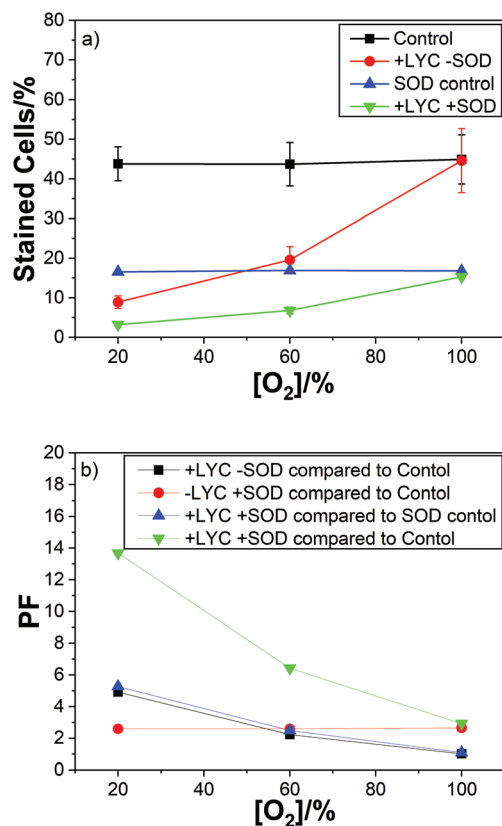 a)
Control
+LYC -SOD
SOD control
+LYC +SOD
Stained Cells/%
80
70
60
50
40
30
20
10
0
20 40 60 80 100
[O₂]/%
b)
+LYC -SOD compared to Contol
-LYC +SOD compared to Contol
+LYC +SOD compared to SOD contol
+LYC +SOD compared to Contol
PF
20
18
16
14
12
10
8
6
4
2
0
20 40 60 80 100
[O₂]/%